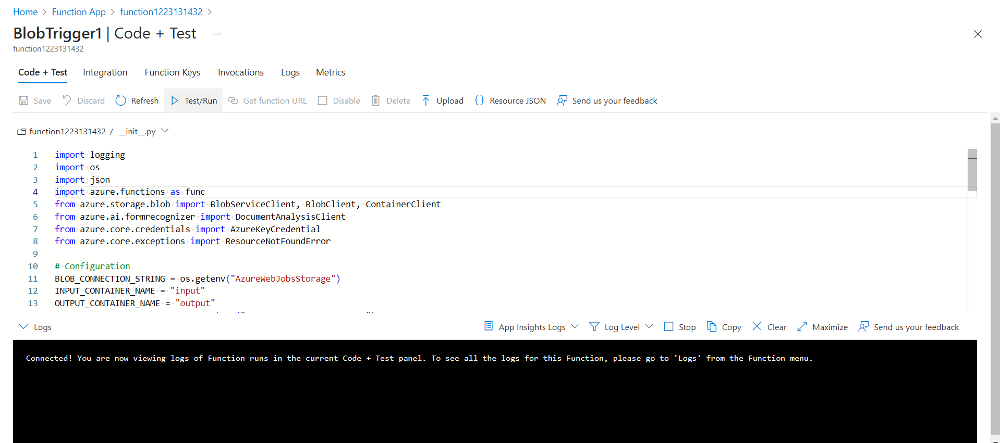 Home > Function App > function1223131432 >
BlobTrigger1 | Code + Test ...
function1223131432
Code + Test Integration Function Keys Invocations Logs Metrics
Save Discard Refresh Test/Run Get function URL Disable Delete Upload {} Resource JSON Send us your feedback
function1223131432 / __init__.py
1 import logging
2 import os
3 import json
4 import azure.functions as func
5 from azure.storage.blob import BlobServiceClient, BlobClient, ContainerClient
6 from azure.ai.formrecognizer import DocumentAnalysisClient
7 from azure.core.credentials import AzureKeyCredential
8 from azure.core.exceptions import ResourceNotFoundError
9
10 # Configuration
11 BLOB_CONNECTION_STRING = os.getenv("AzureWebJobsStorage")
12 INPUT_CONTAINER_NAME = "input"
13 OUTPUT_CONTAINER_NAME = "output"
Logs App Insights Logs Log Level Stop Copy Clear Maximize Send us your feedback
Connected! You are now viewing logs of Function runs in the current Code + Test panel. To see all the logs for this Function, please go to 'Logs' from the Function menu.